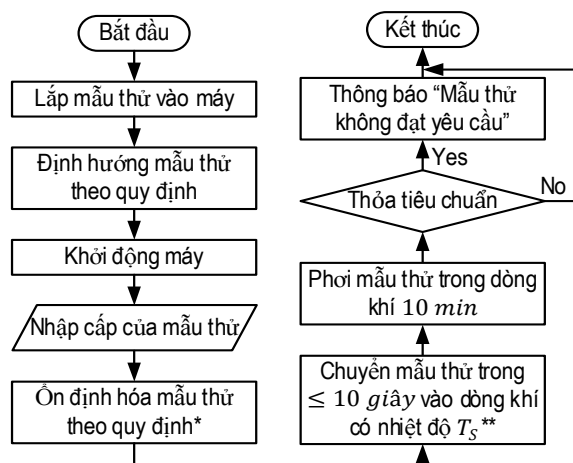 Bắt đầu
Lắp mẫu thử vào máy
Định hướng mẫu thử
theo quy định
Khởi động máy
Nhập cấp của mẫu thử
Ổn định hóa mẫu thử
theo quy định*
Chuyển mẫu thử trong
≤ 10 giây vào dòng khí
có nhiệt độ T_S**
Phơi mẫu thử trong dòng
khí 10 min
Thỏa tiêu chuẩn
Yes
No
Thông báo “Mẫu thử
không đạt yêu cầu”
Kết thúc